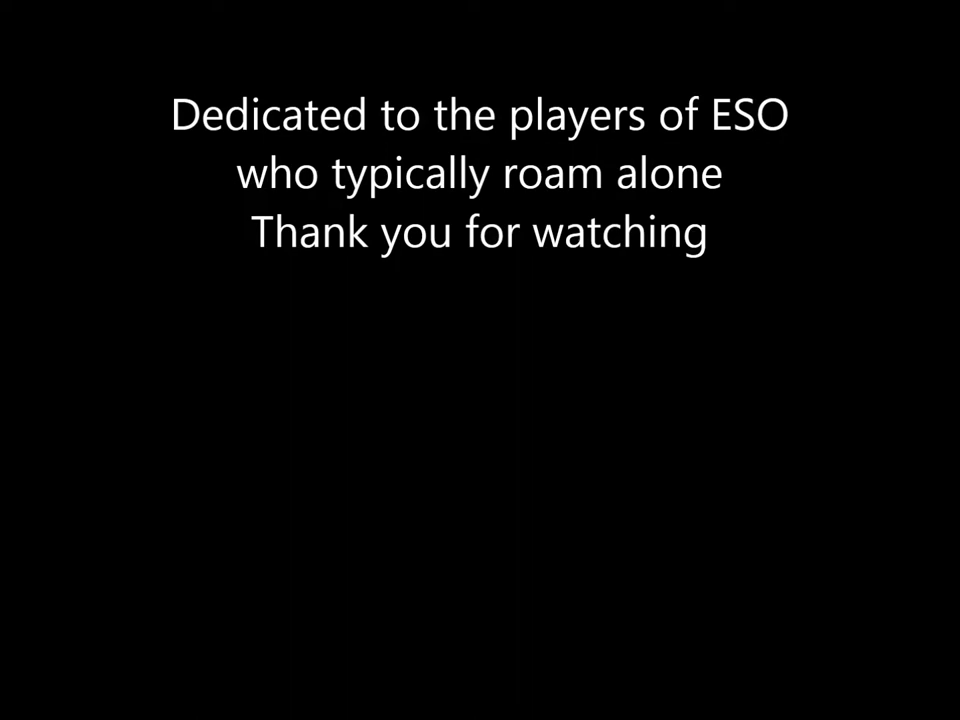 Dedicated to the players of ESO
who typically roam alone
Thank you for watching